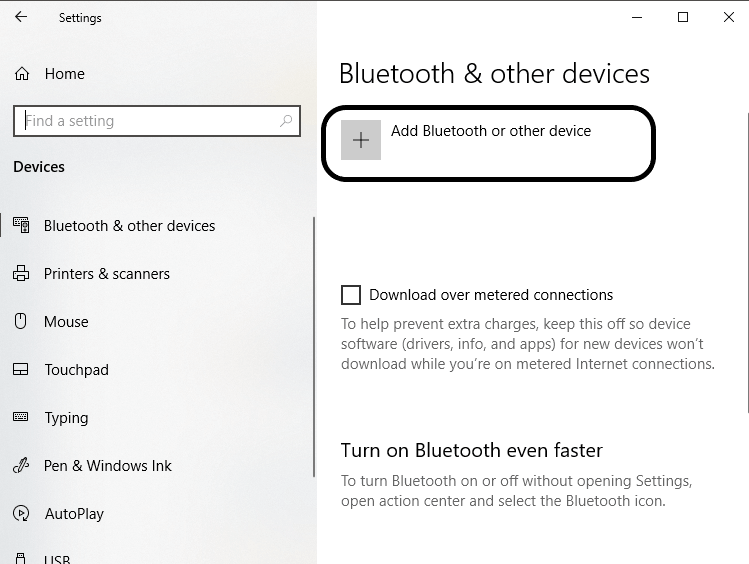 Settings
Home
Find a setting
Devices
Bluetooth & other devices
Printers & scanners
Mouse
Touchpad
Typing
Pen & Windows Ink
AutoPlay
USB
Bluetooth & other devices
Add Bluetooth or other device
Download over metered connections
To help prevent extra charges, keep this off so device
software (drivers, info, and apps) for new devices won’t
download while you’re on metered Internet connections.
Turn on Bluetooth even faster
To turn Bluetooth on or off without opening Settings,
open action center and select the Bluetooth icon.